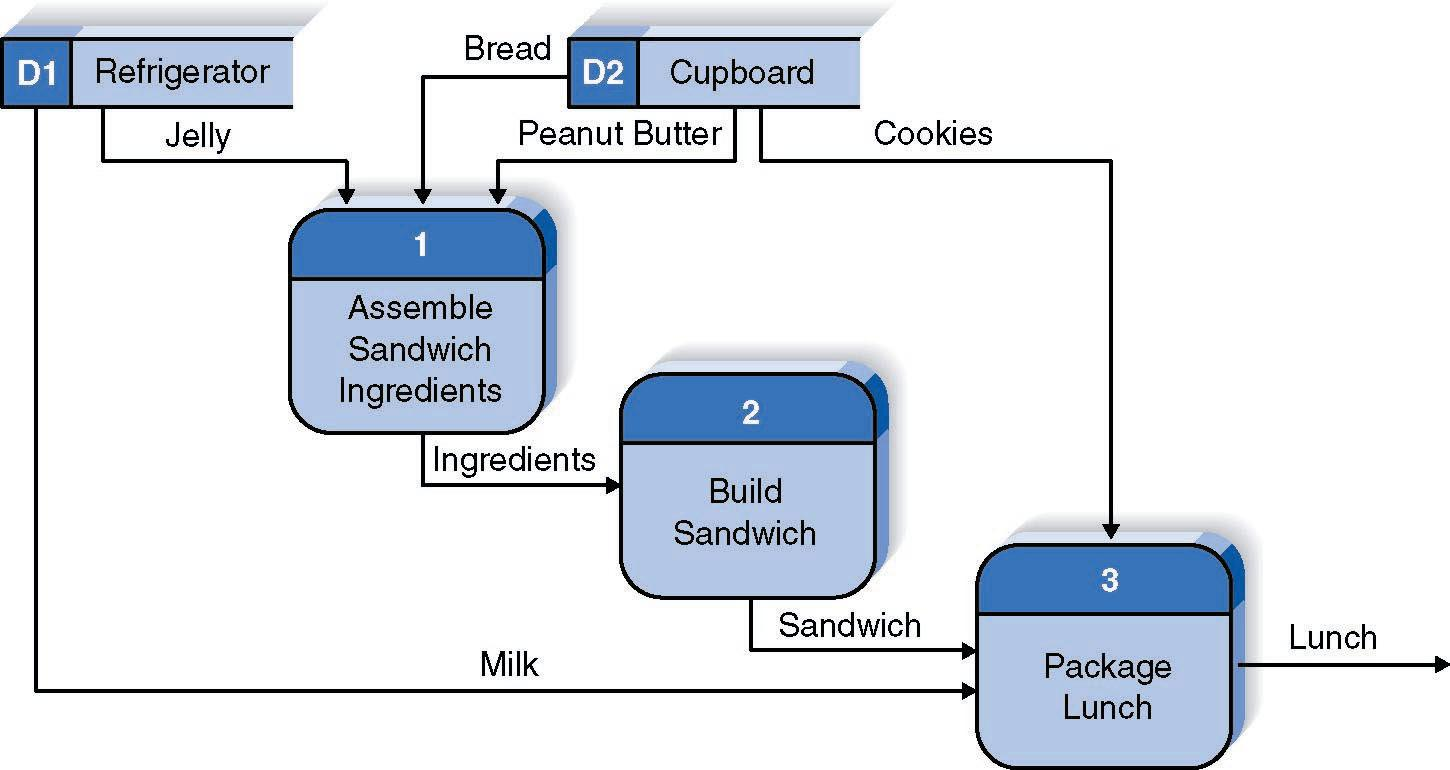 D1
Refrigerator
Bread
D2
Cupboard
Jelly
Peanut Butter
Cookies
1
Assemble
Sandwich
Ingredients
Ingredients
2
Build
Sandwich
Sandwich
3
Package
Lunch
Milk
Lunch